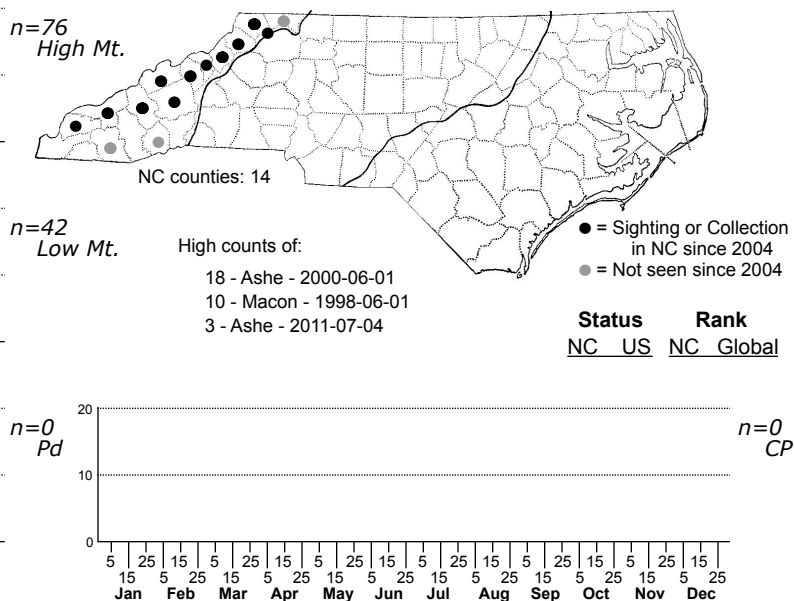 n=76
High Mt.
NC counties: 14
n=42
Low Mt.
High counts of:
18 - Ashe - 2000-06-01
10 - Macon - 1998-06-01
3 - Ashe - 2011-07-04
= Sighting or Collection
in NC since 2004
= Not seen since 2004
Status Rank
NC US NC Global
n=0
Pd
n=0
CP
20
10
0
5 25 15 5 25 15 5 25 15 5 25 15 5 25 15 5 25 15
15 5 25 15 5 25 15 5 25 15 5 25 15 5 25 15 5 25
Jan Feb Mar Apr May Jun Jul Aug Sep Oct Nov Dec